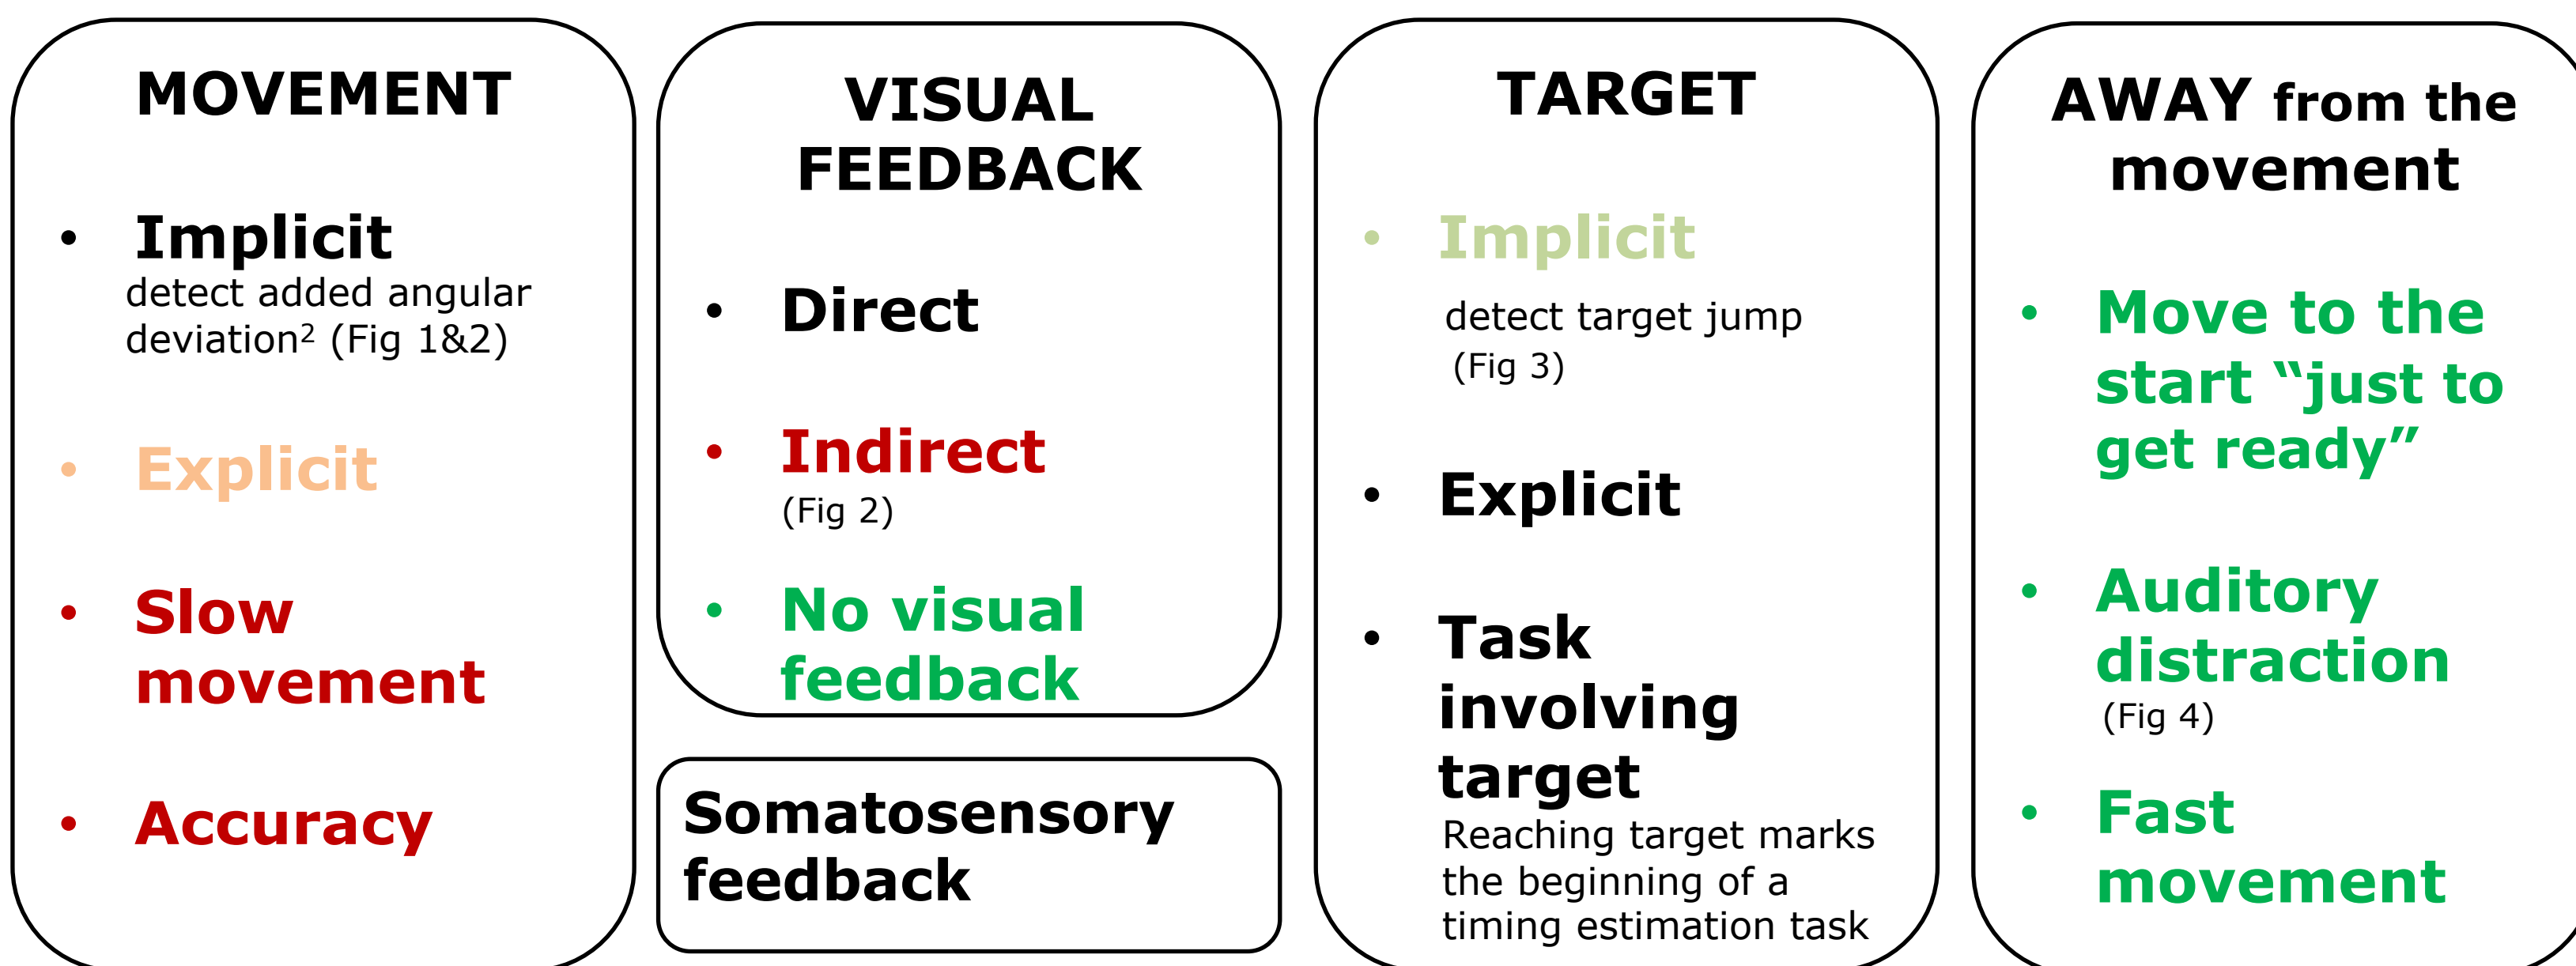 MOVEMENT
• Implicit
detect added angular
deviation² (Fig 1&2)
• Explicit
• Slow
movement
• Accuracy
VISUAL
FEEDBACK
• Direct
• Indirect
(Fig 2)
• No visual
feedback
Somatosensory
feedback
TARGET
• Implicit
detect target jump
(Fig 3)
• Explicit
• Task
involving
target
Reaching target marks
the beginning of a
timing estimation task
AWAY from the
movement
• Move to the
start “just to
get ready”
• Auditory
distraction
(Fig 4)
• Fast
movement